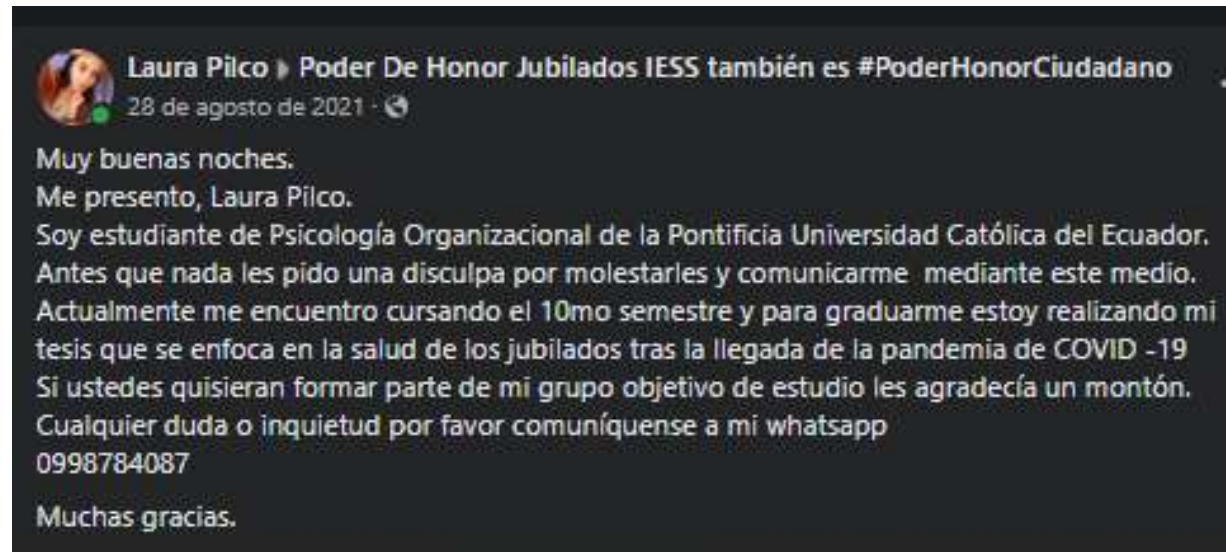 Laura Pilco ▸ Poder De Honor Jubilados IESS también es #PoderHonorCiudadano
28 de agosto de 2021 ·
Muy buenas noches.
Me presento, Laura Pilco.
Soy estudiante de Psicología Organizacional de la Pontificia Universidad Católica del Ecuador.
Antes que nada les pido una disculpa por molestarles y comunicarme  mediante este medio.
Actualmente me encuentro cursando el 10mo semestre y para graduarme estoy realizando mi
tesis que se enfoca en la salud de los jubilados tras la llegada de la pandemia de COVID -19
Si ustedes quisieran formar parte de mi grupo objetivo de estudio les agradecía un montón.
Cualquier duda o inquietud por favor comuníquense a mi whatsapp
0998784087
Muchas gracias.